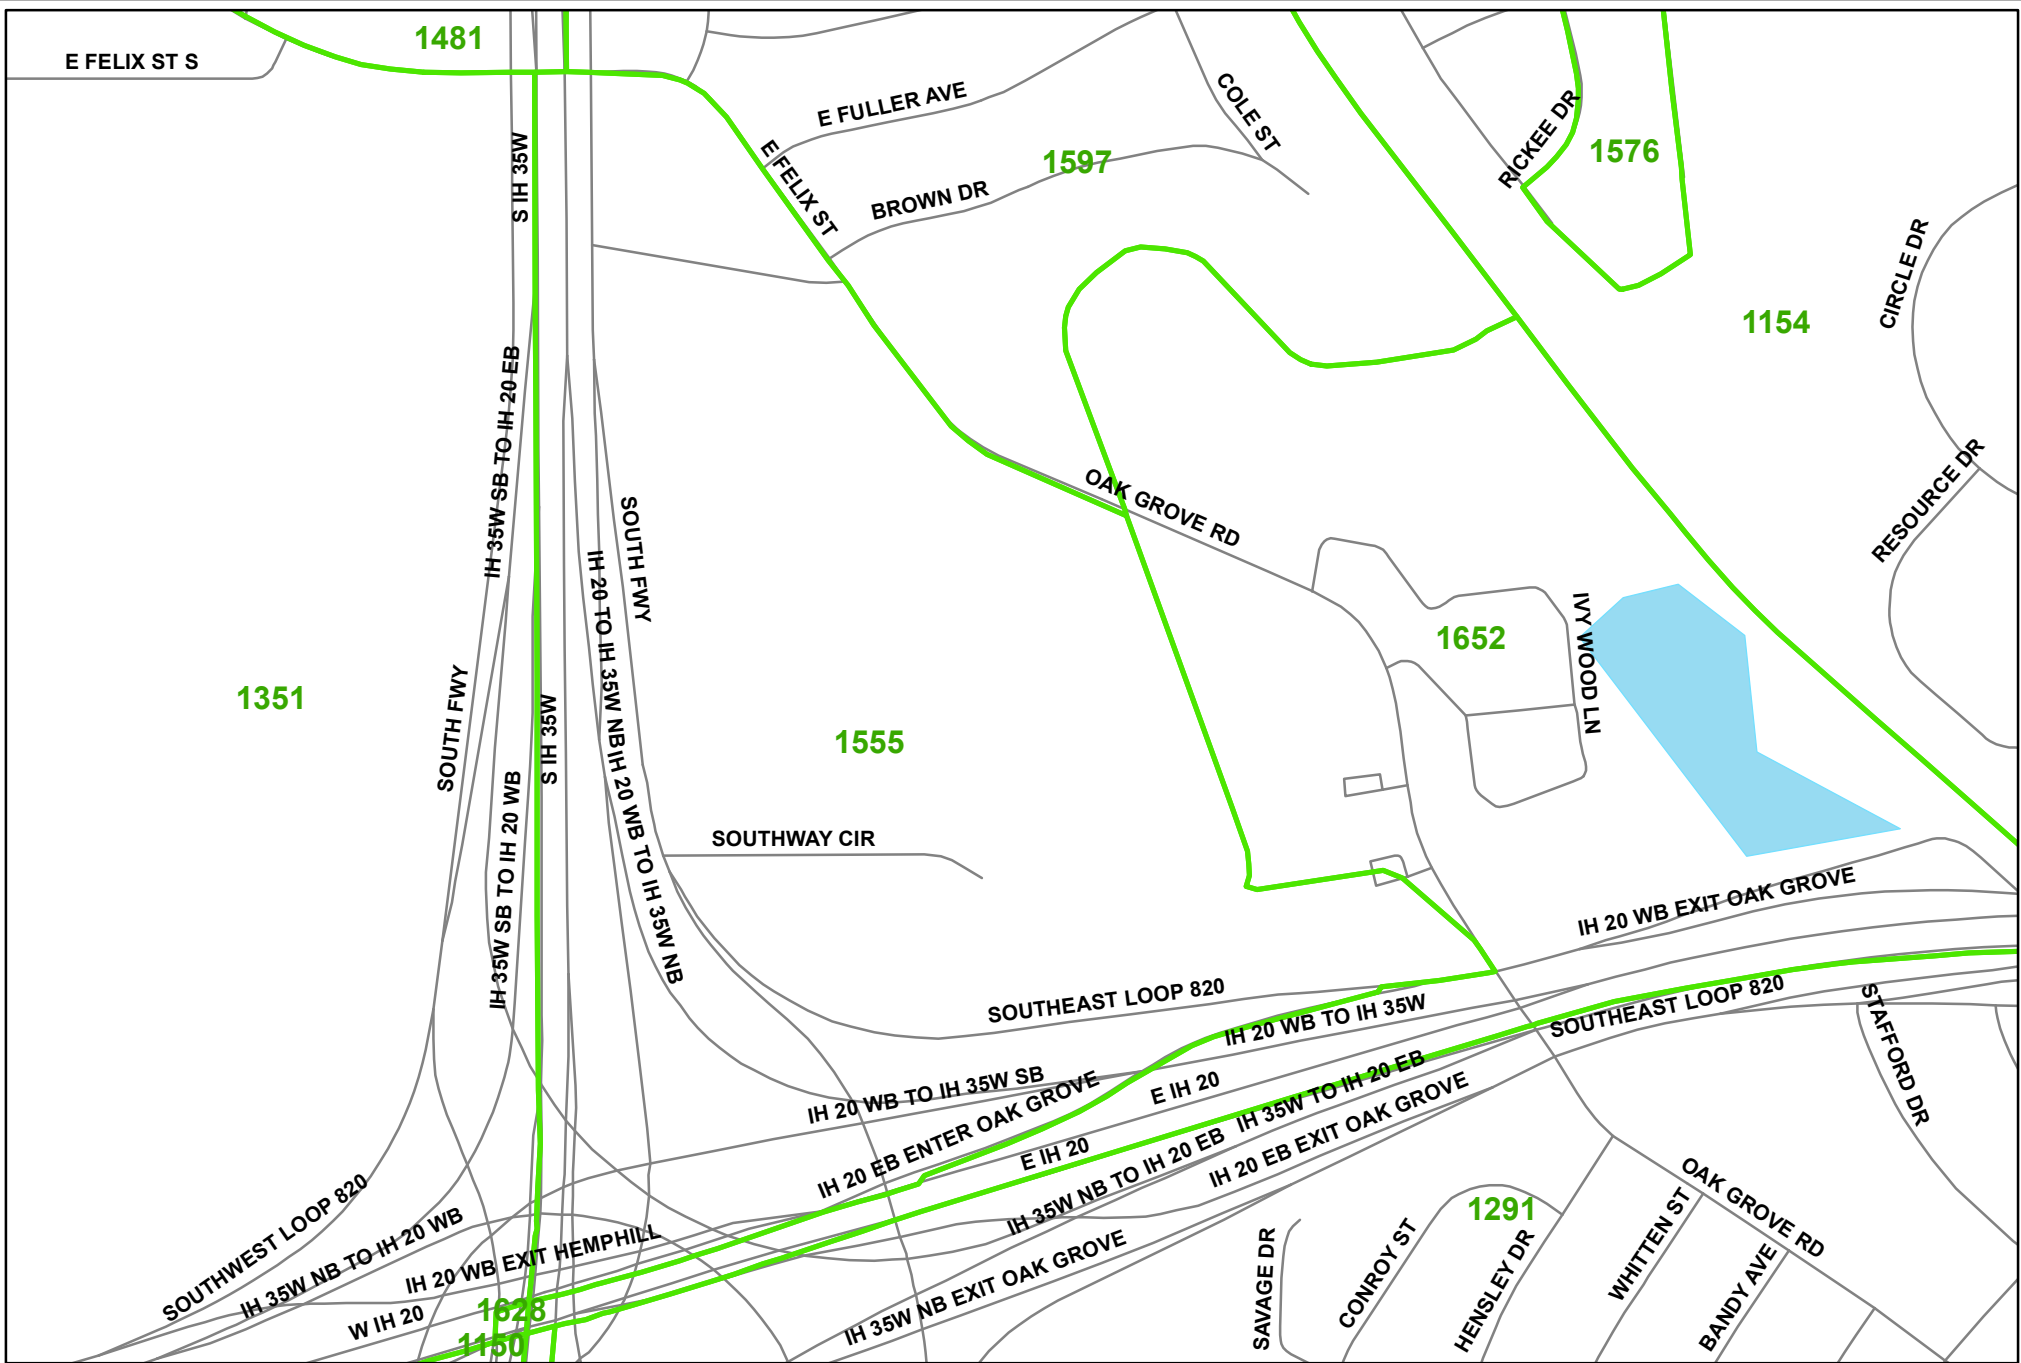 1481
E FELIX ST S
E FULLER AVE
COLE ST
RICKEE DR
1576
S IH 35W
E FELIX ST
1597
BROWN DR
CIRCLE DR
1154
IH 35W SB TO IH 20 EB
OAK GROVE RD
RESOURCE DR
SOUTH FWY
IH 20 TO IH 35W NB
IVY WOOD LN
1652
1351
SOUTH FWY
S IH 35W
1555
IH 20 WB TO IH 35W NB
IH 35W SB TO IH 20 WB
SOUTHWAY CIR
IH 20 WB EXIT OAK GROVE
SOUTHEAST LOOP 820
SOUTHEAST LOOP 820
IH 20 WB TO IH 35W
STAFFORD DR
IH 20 WB TO IH 35W SB
E IH 20
IH 35W TO IH 20 EB
IH 20 EB ENTER OAK GROVE
E IH 20
IH 35W NB TO IH 20 EB
IH 20 EB EXIT OAK GROVE
SOUTHWEST LOOP 820
IH 35W NB TO IH 20 WB
IH 20 WB EXIT HEMPHILL
1291
OAK GROVE RD
WHITTEN ST
CONROY ST
SAVAGE DR
HENSLEY DR
BANDY AVE
IH 35W NB EXIT OAK GROVE
W IH 20
1628
1150